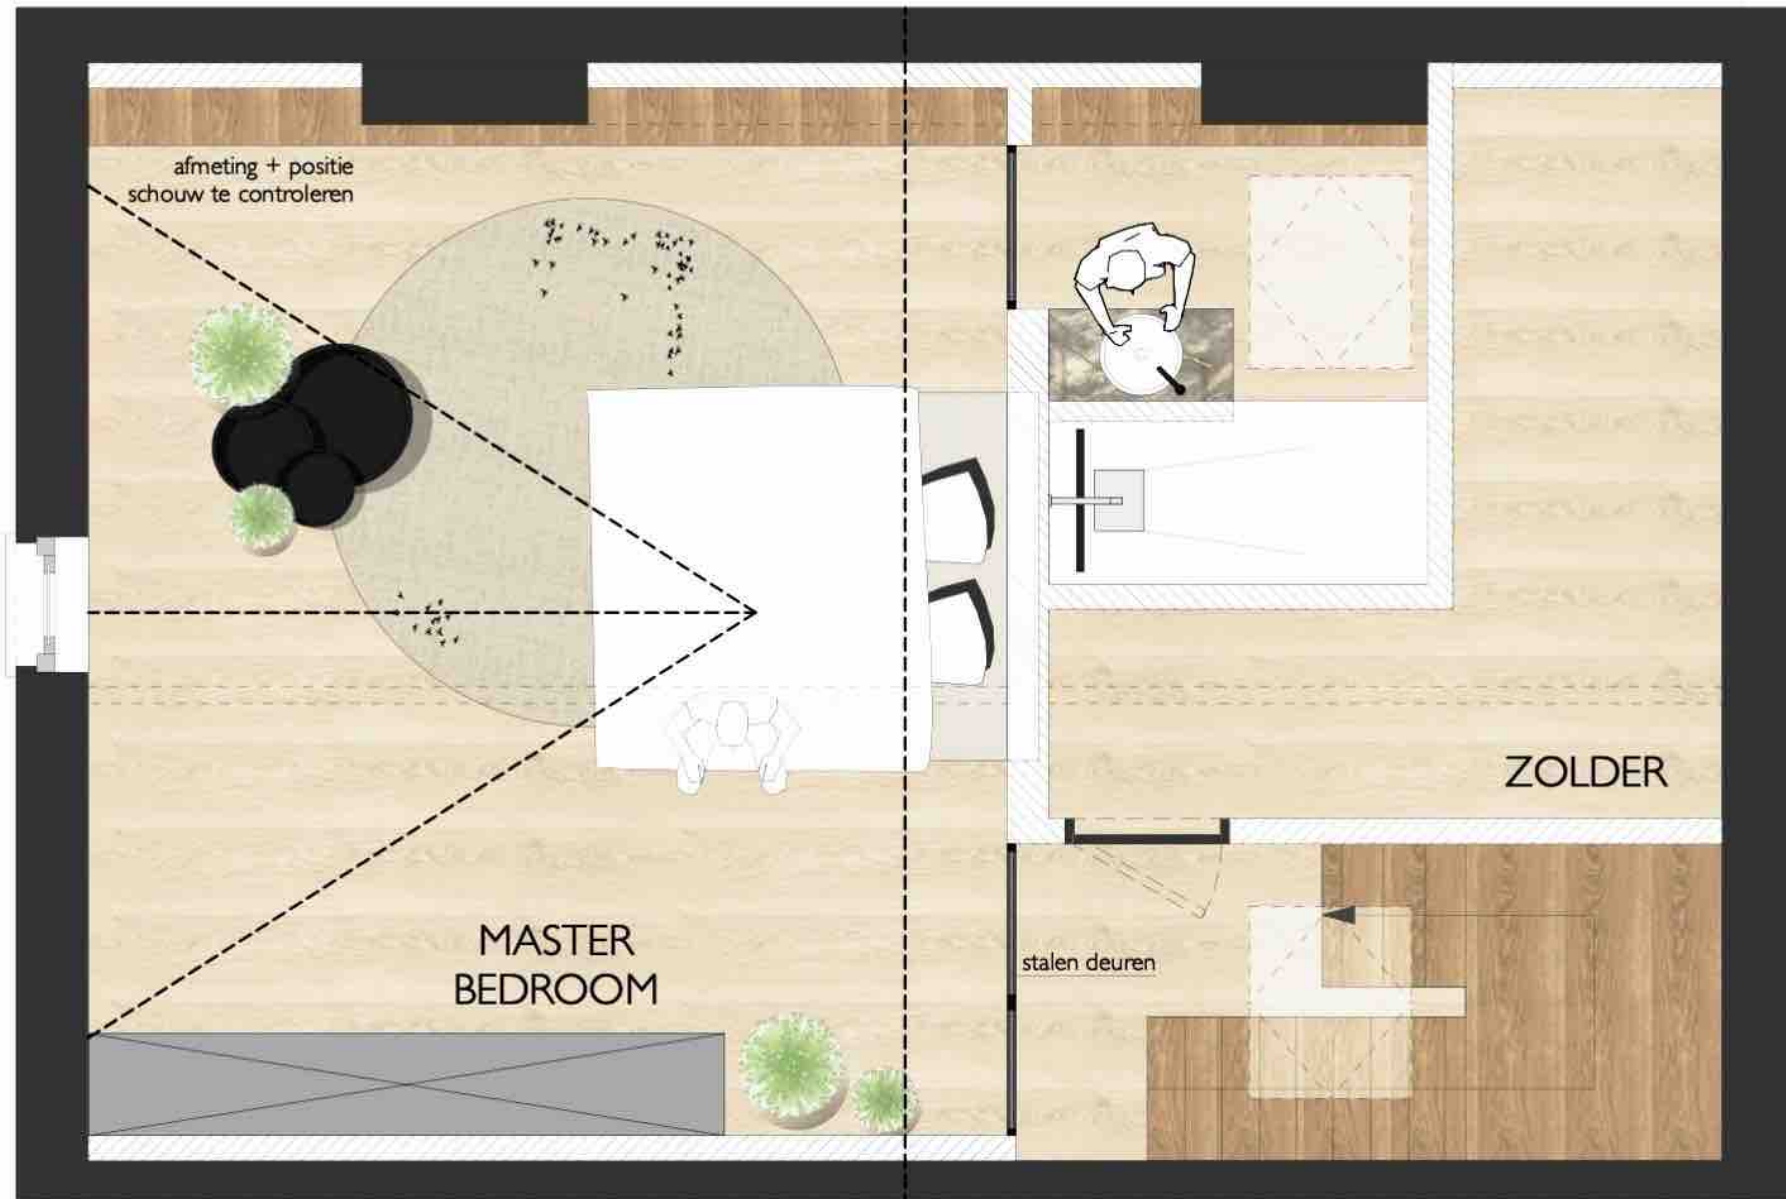 afmeting + positie
schouw te controleren
ZOLDER
MASTER
BEDROOM
stalen deuren